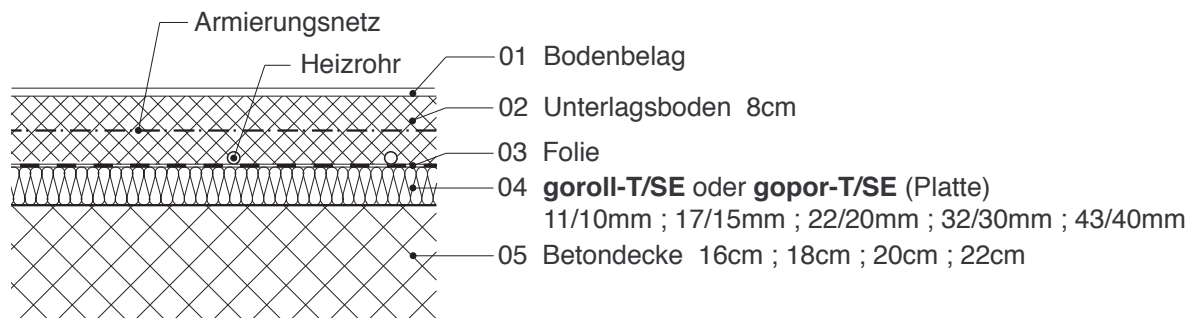 Armierungsnetz
Heizrohr
01 Bodenbelag
02 Unterlagsboden 8cm
03 Folie
04 goroll-T/SE oder gopor-T/SE (Platte)
11/10mm ; 17/15mm ; 22/20mm ; 32/30mm ; 43/40mm
05 Betondecke 16cm ; 18cm ; 20cm ; 22cm